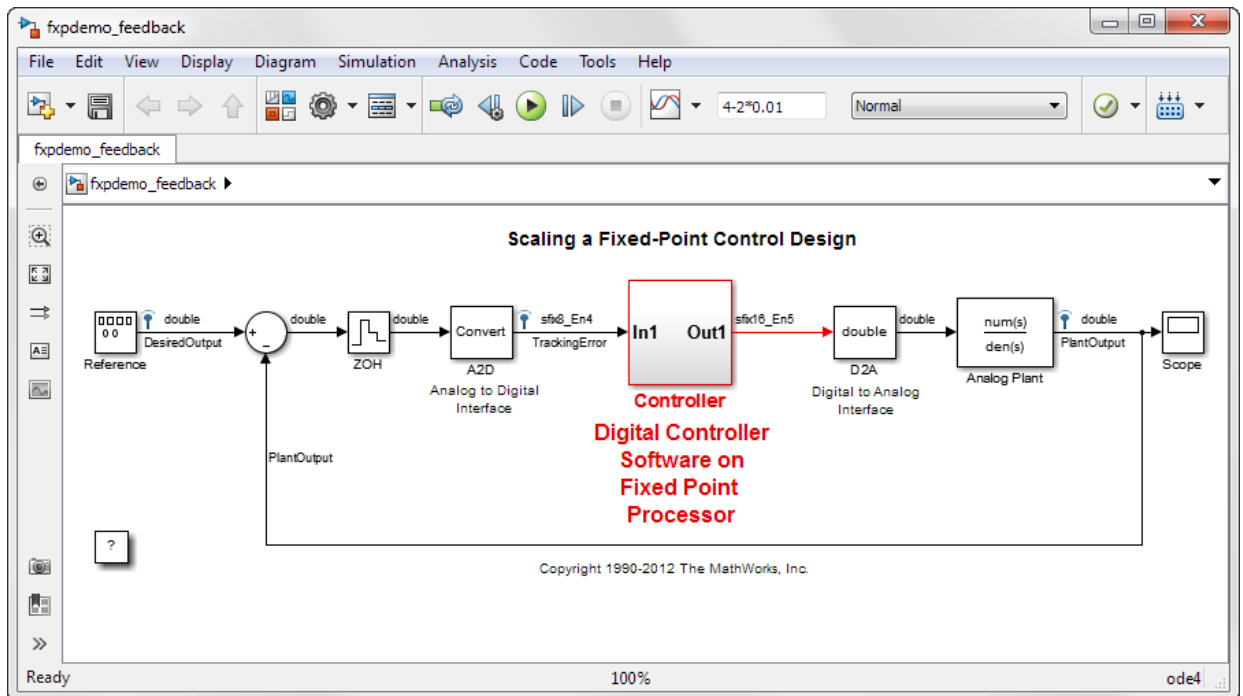 fxpdemo_feedback
File Edit View Display Diagram Simulation Analysis Code Tools Help
4-2*0.01 Normal
fxpdemo_feedback
fxpdemo_feedback
Scaling a Fixed-Point Control Design
double
DesiredOutput
Reference
+
-
double
ZOH
double
Convert
A2D
Analog to Digital
Interface
sfix8_En4
TrackingError
In1 Out1
Controller
Digital Controller
Software on
Fixed Point
Processor
sfix16_En5
double
D2A
Digital to Analog
Interface
double
num(s)
den(s)
Analog Plant
double
PlantOutput
Scope
PlantOutput
?
Copyright 1990-2012 The MathWorks, Inc.
Ready 100% ode4